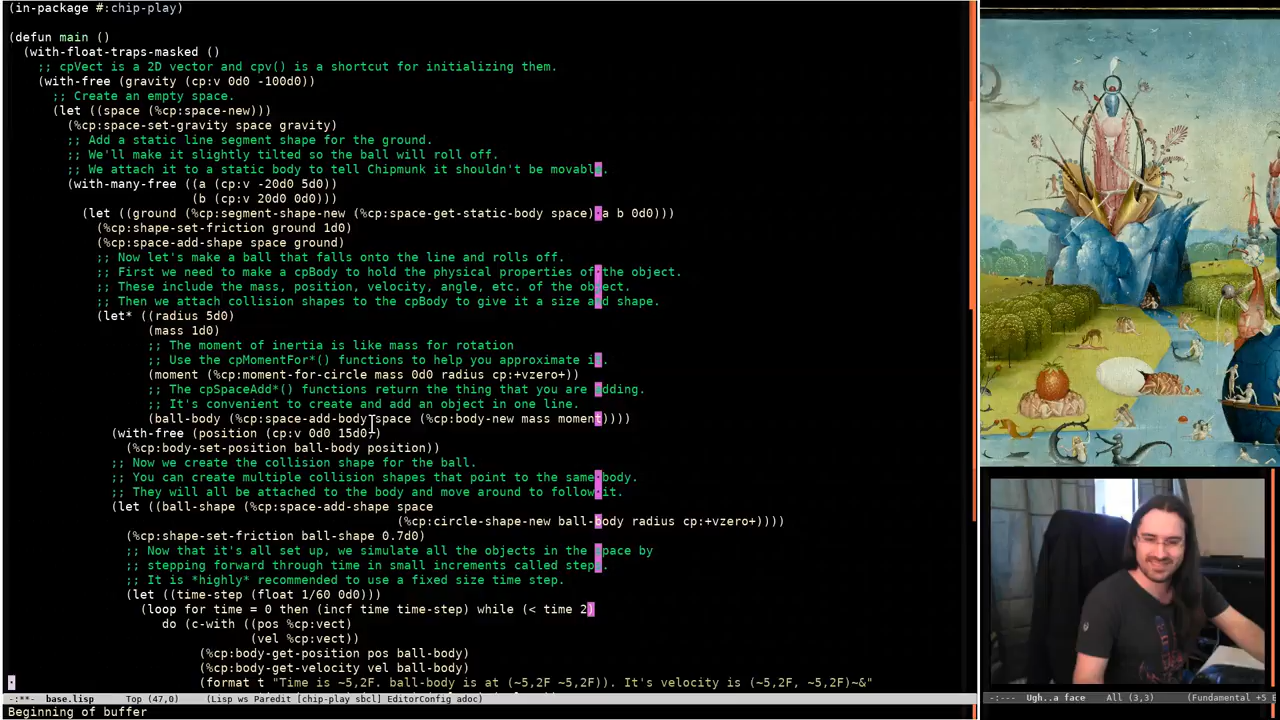 (in-package #:chip-play)
(defun main ()
(with-float-traps-masked ()
;; cpVect is a 2D vector and cpv() is a shortcut for initializing them.
(with-free (gravity (cp:v 0d0 -100d0))
;; Create an empty space.
(let ((space (%cp:space-new)))
(%cp:space-set-gravity space gravity)
;; Add a static line segment shape for the ground.
;; We'll make it slightly tilted so the ball will roll off.
;; We attach it to a static body to tell Chipmunk it shouldn't be movable.
(with-many-free ((a (cp:v -20d0 5d0))
(b (cp:v 20d0 0d0)))
(let ((ground (%cp:segment-shape-new (%cp:space-get-static-body space) a b 0d0)))
(%cp:shape-set-friction ground 1d0)
(%cp:space-add-shape space ground)
;; Now let's make a ball that falls onto the line and rolls off.
;; First we need to make a cpBody to hold the physical properties of the object.
;; These include the mass, position, velocity, angle, etc. of the object.
;; Then we attach collision shapes to the cpBody to give it a size and shape.
(let* ((radius 5d0)
(mass 1d0)
;; The moment of inertia is like mass for rotation
;; Use the cpMomentFor*() functions to help you approximate it.
(moment (%cp:moment-for-circle mass 0d0 radius cp:+vzero+))
;; The cpSpaceAdd*() functions return the thing that you are adding.
;; It's convenient to create and add an object in one line.
(ball-body (%cp:space-add-body space (%cp:body-new mass moment))))
(with-free (position (cp:v 0d0 15d0))
(%cp:body-set-position ball-body position))
;; Now we create the collision shape for the ball.
;; You can create multiple collision shapes that point to the same body.
;; They will all be attached to the body and move around to follow it.
(let ((ball-shape (%cp:space-add-shape space
(%cp:circle-shape-new ball-body radius cp:+vzero+))))
(%cp:shape-set-friction ball-shape 0.7d0)
;; Now that it's all set up, we simulate all the objects in the space by
;; stepping forward through time in small increments called steps.
;; It is *highly* recommended to use a fixed size time step.
(let ((time-step (float 1/60 0d0)))
(loop for time = 0 then (incf time time-step) while (< time 2)
do (c-with ((pos %cp:vect)
(vel %cp:vect))
(%cp:body-get-position pos ball-body)
(%cp:body-get-velocity vel ball-body)
(format t "Time is ~5,2F. ball-body is at (~5,2F ~5,2F)). It's velocity is (~5,2F, ~5,2F)~&"
-:**-  base.lisp      Top (47,0)     (Lisp ws Paredit [chip-play sbcl] EditorConfig adoc)
Beginning of buffer
-:---  Ugh..a face    All (3,3)      (Fundamental +5 E